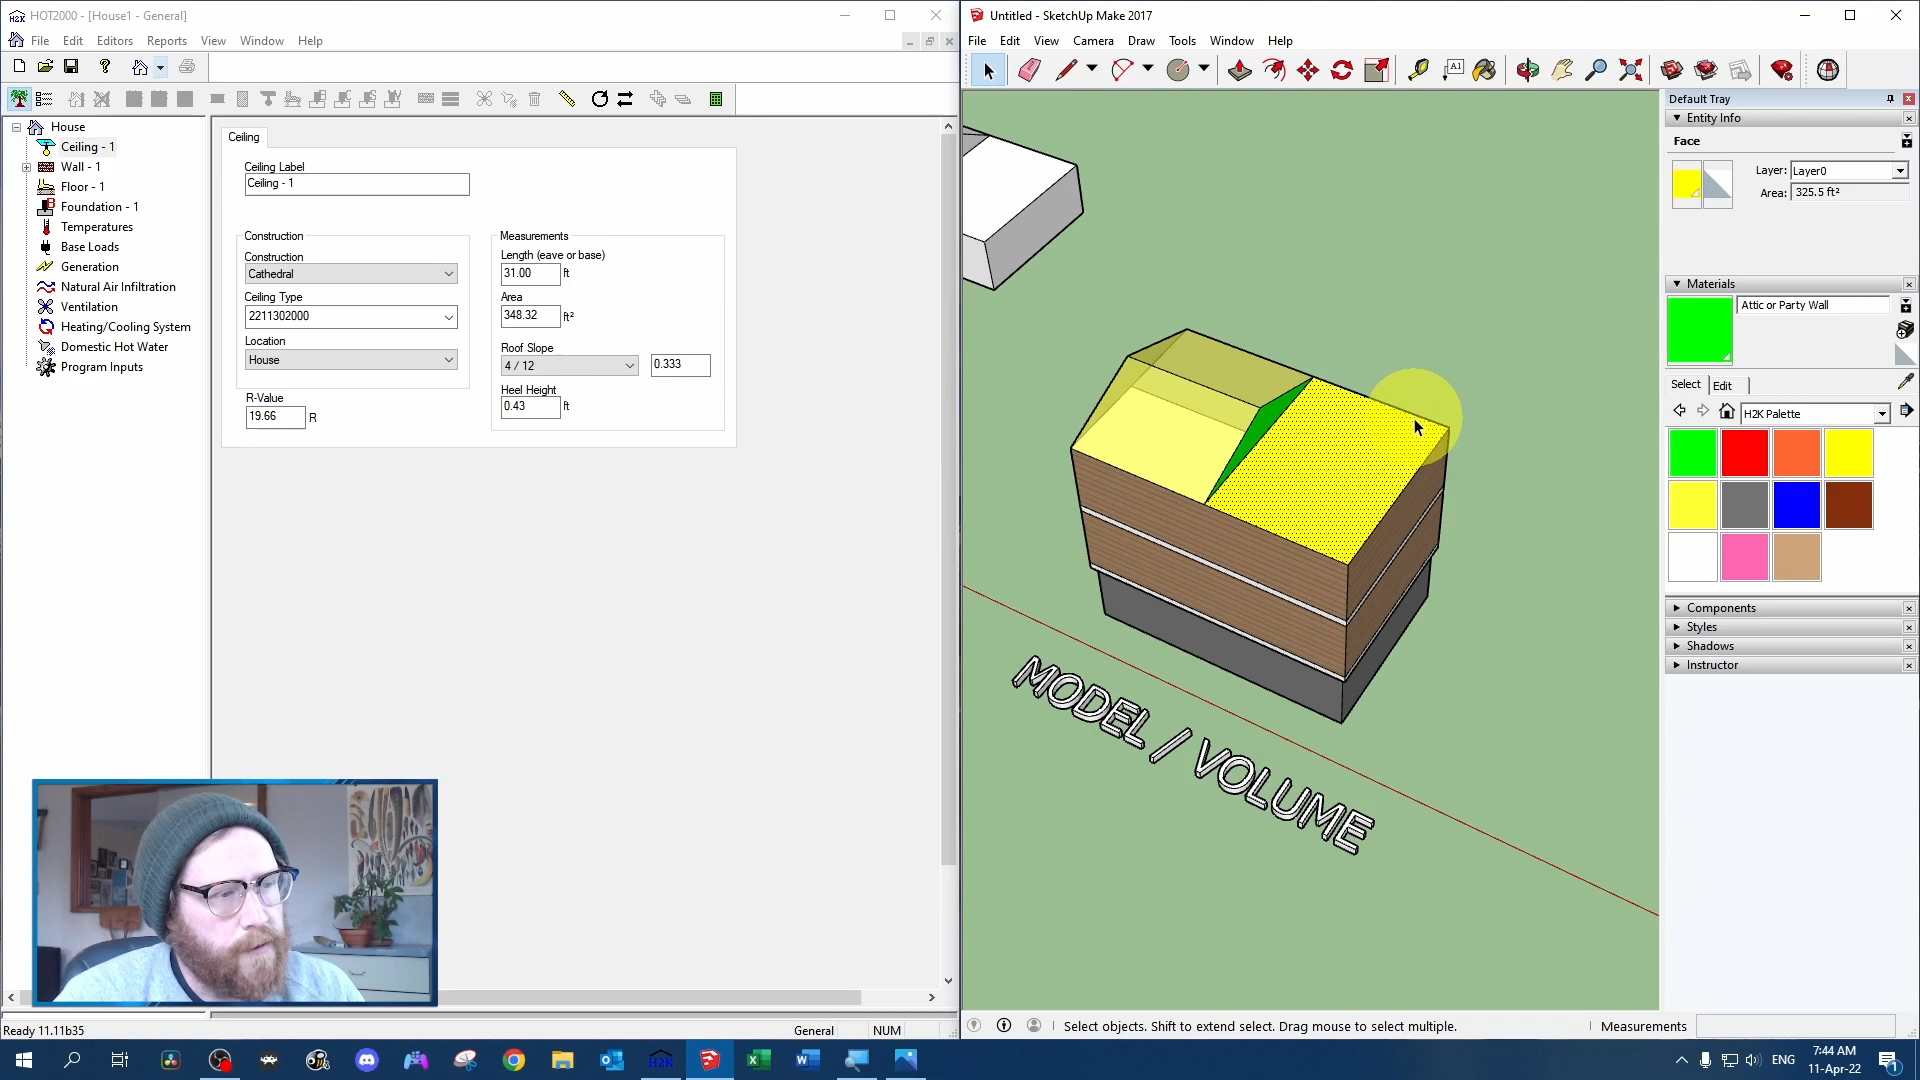 HOT2000 - [House1 - General]
File Edit Editors Reports View Window Help
House
Ceiling - 1
Wall - 1
Floor - 1
Foundation - 1
Temperatures
Base Loads
Generation
Natural Air Infiltration
Ventilation
Heating/Cooling System
Domestic Hot Water
Program Inputs
Ceiling
Ceiling Label
Ceiling - 1
Construction
Construction
Cathedral
Ceiling Type
2211302000
Location
House
R-Value
19.66 R
Measurements
Length (eave or base)
31.00 ft
Area
348.32 ft²
Roof Slope
4 / 12 0.333
Heel Height
0.43 ft
Ready 11.11b35 General NUM
Untitled - SketchUp Make 2017
File Edit View Camera Draw Tools Window Help
A1
MODEL / VOLUME
Default Tray
Entity Info
Face
Layer: Layer0
Area: 325.5 ft²
Materials
Attic or Party Wall
Select Edit
H2K Palette
Components
Styles
Shadows
Instructor
Select objects. Shift to extend select. Drag mouse to select multiple. Measurements
H2K
ENG
7:44 AM
11-Apr-22
1